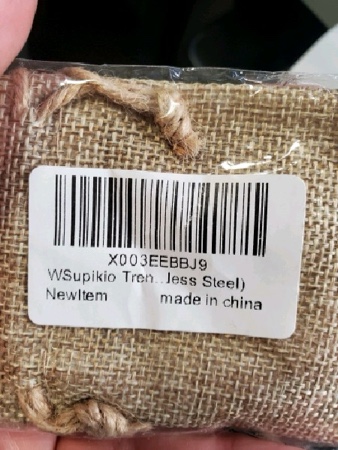 X003EEBBJ9
WSupikio Tren...less Steel)
NewItem made in china